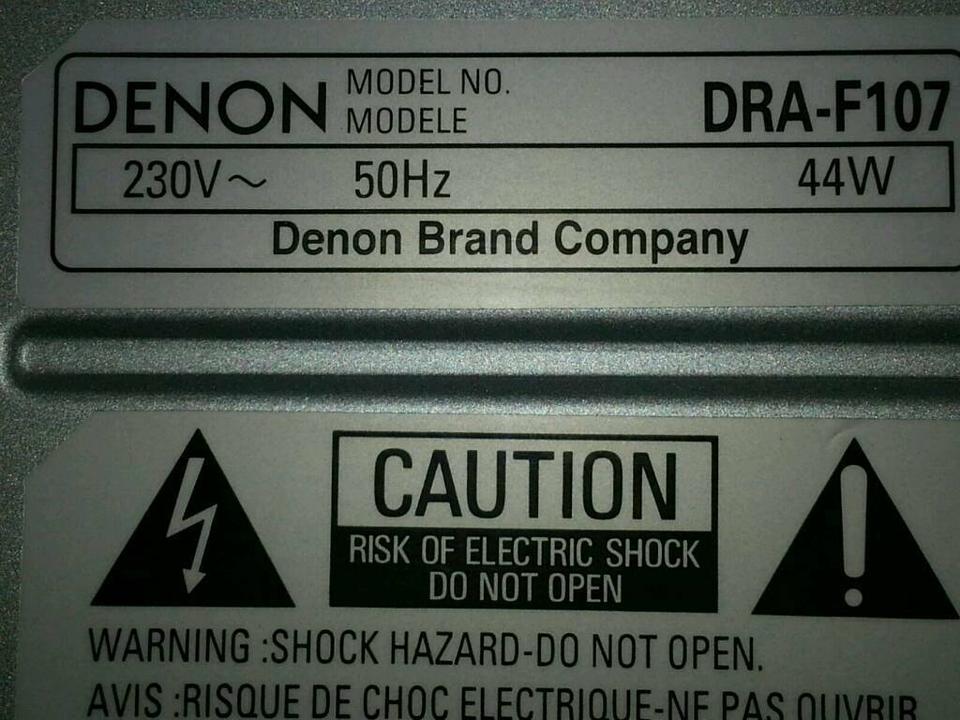 DENON MODEL NO. DRA-F107
MODELE
230V~ 50Hz 44W
Denon Brand Company
CAUTION
RISK OF ELECTRIC SHOCK
DO NOT OPEN
WARNING :SHOCK HAZARD-DO NOT OPEN.
AVIS :RISQUE DE CHOC ELECTRIQUE-NE PAS OUVRIR